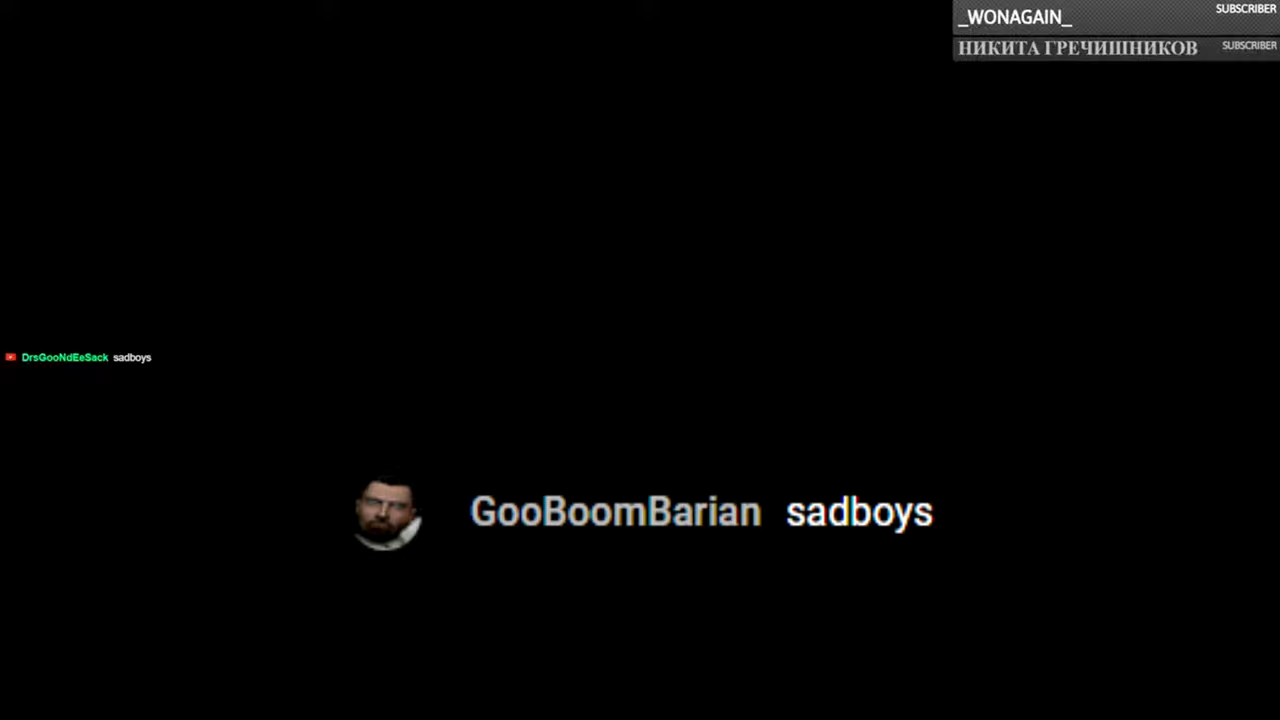 _WONAGAIN_ SUBSCRIBER
НИКИТА ГРЕЧИШНИКОВ SUBSCRIBER
DrsGooNdEeSack sadboys
GooBoomBarian sadboys